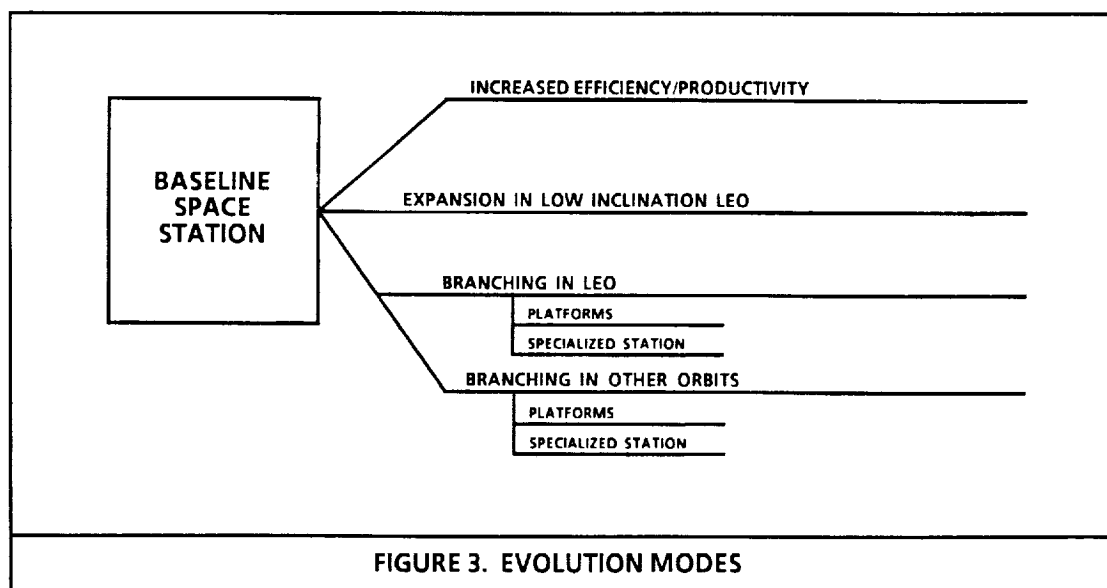 BASELINE
SPACE
STATION
INCREASED EFFICIENCY/PRODUCTIVITY
EXPANSION IN LOW INCLINATION LEO
BRANCHING IN LEO
PLATFORMS
SPECIALIZED STATION
BRANCHING IN OTHER ORBITS
PLATFORMS
SPECIALIZED STATION
FIGURE 3. EVOLUTION MODES